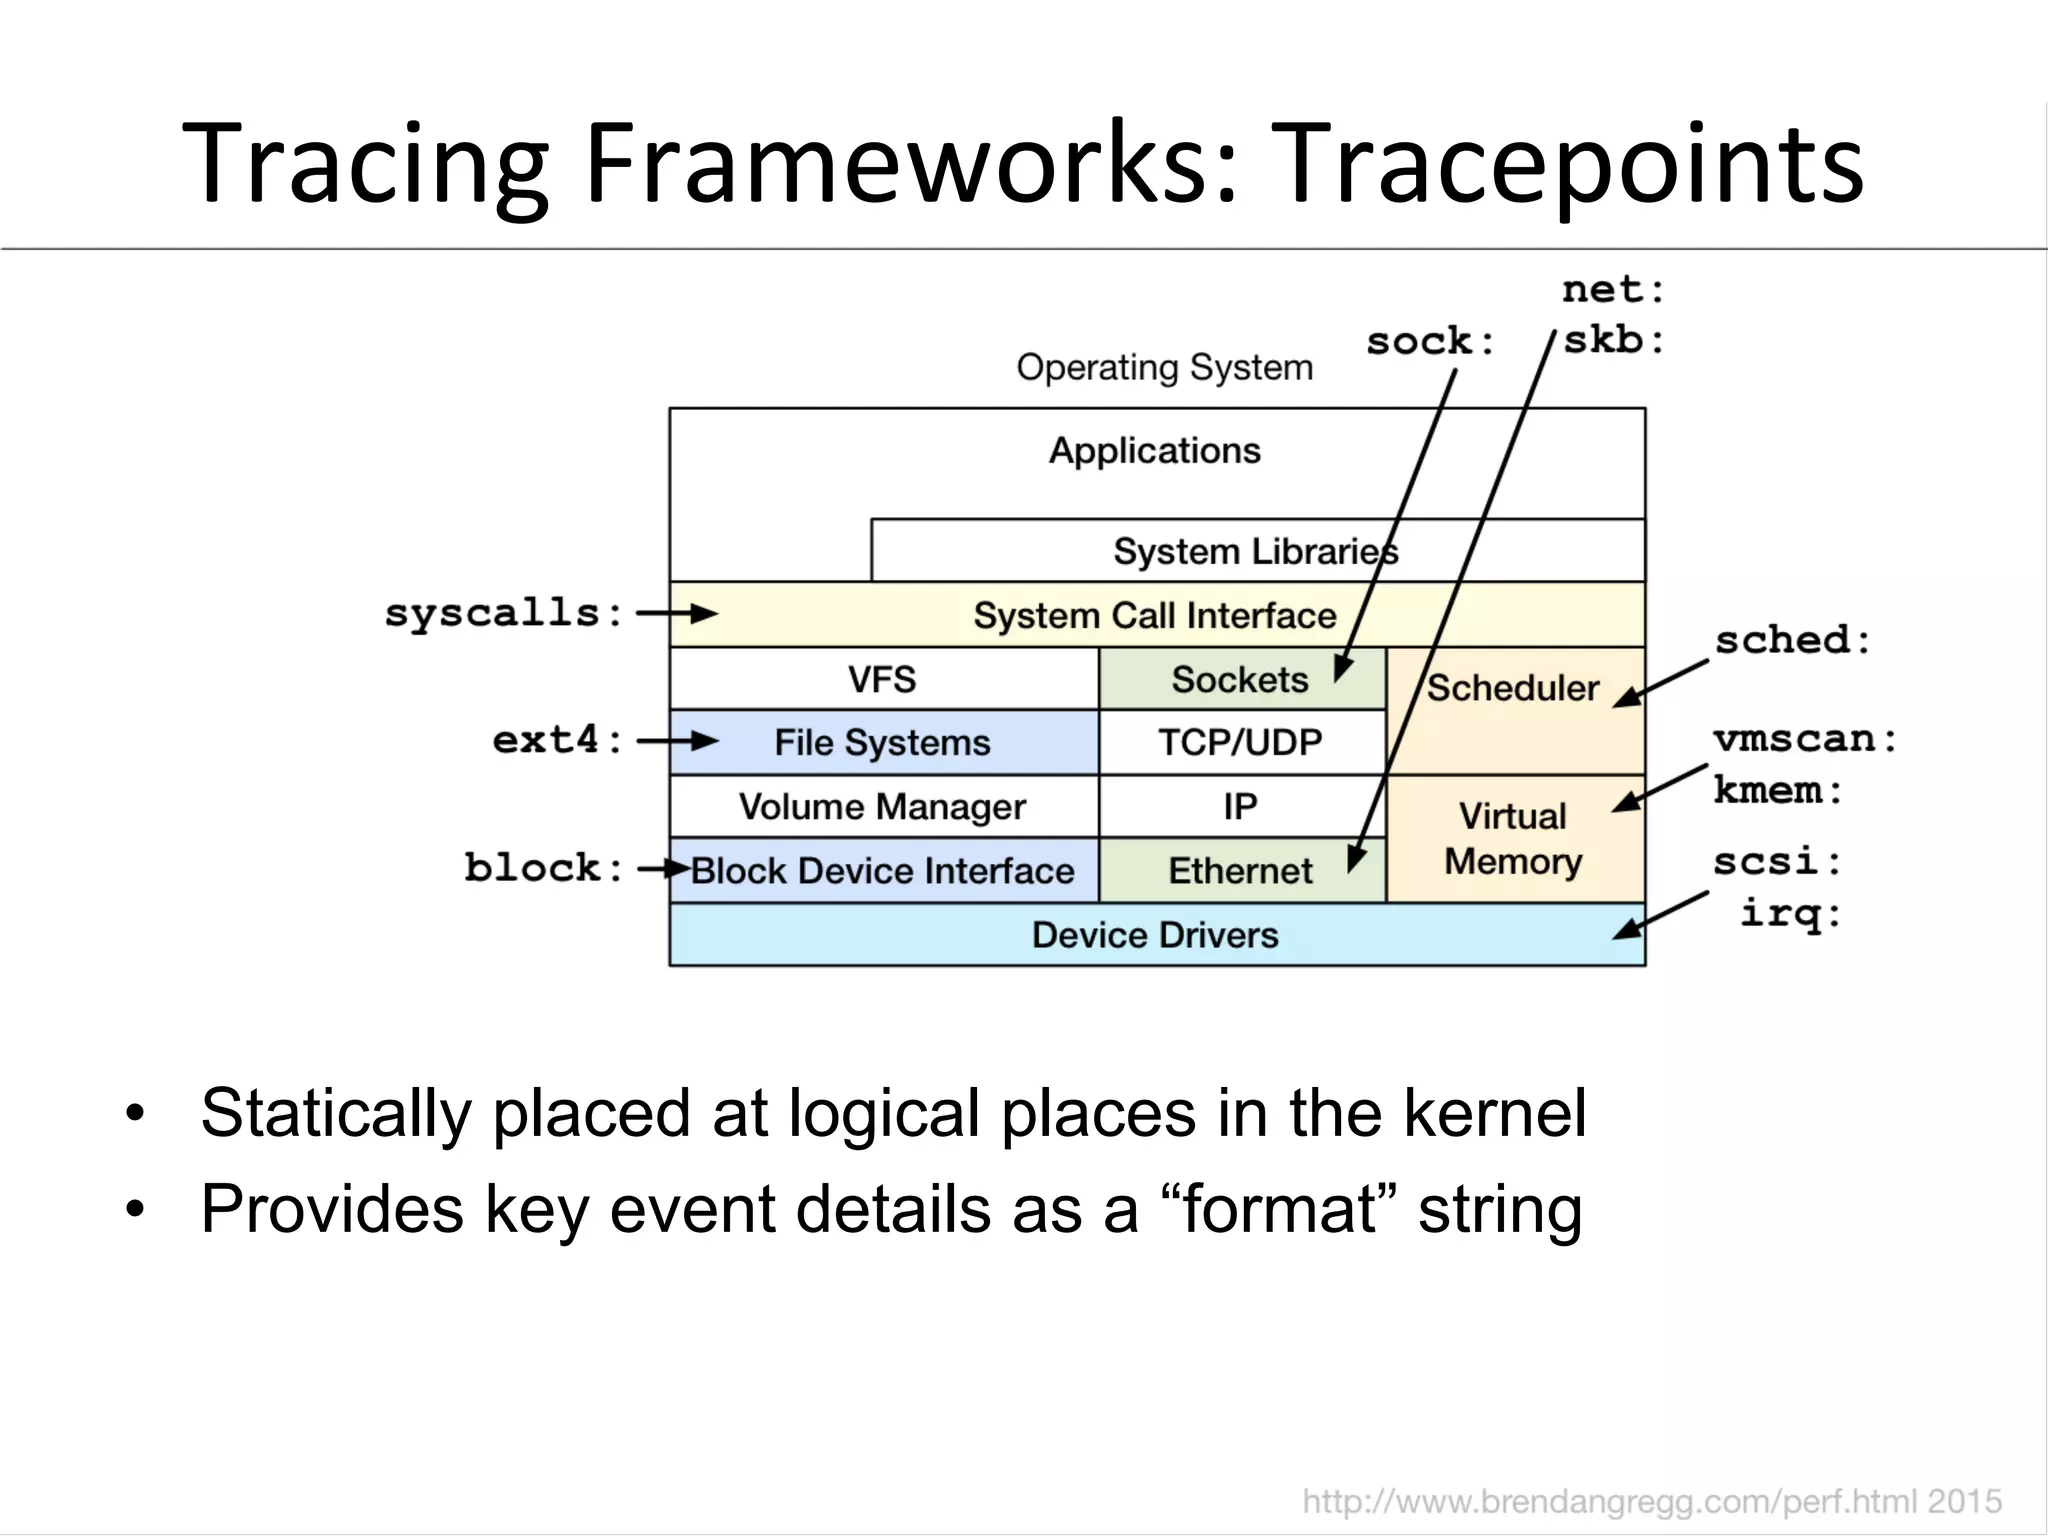 Tracing Frameworks: Tracepoints
net:
sock: skb:
Operating System
Applications
System Libraries
syscalls: System Call Interface
sched:
VFS Sockets Scheduler
ext4: File Systems TCP/UDP
vmscan:
kmem:
Volume Manager IP Virtual
Memory
scsi:
block: Block Device Interface Ethernet
irq:
Device Drivers
• Statically placed at logical places in the kernel
• Provides key event details as a “format” string
http://www.brendangregg.com/perf.html 2015